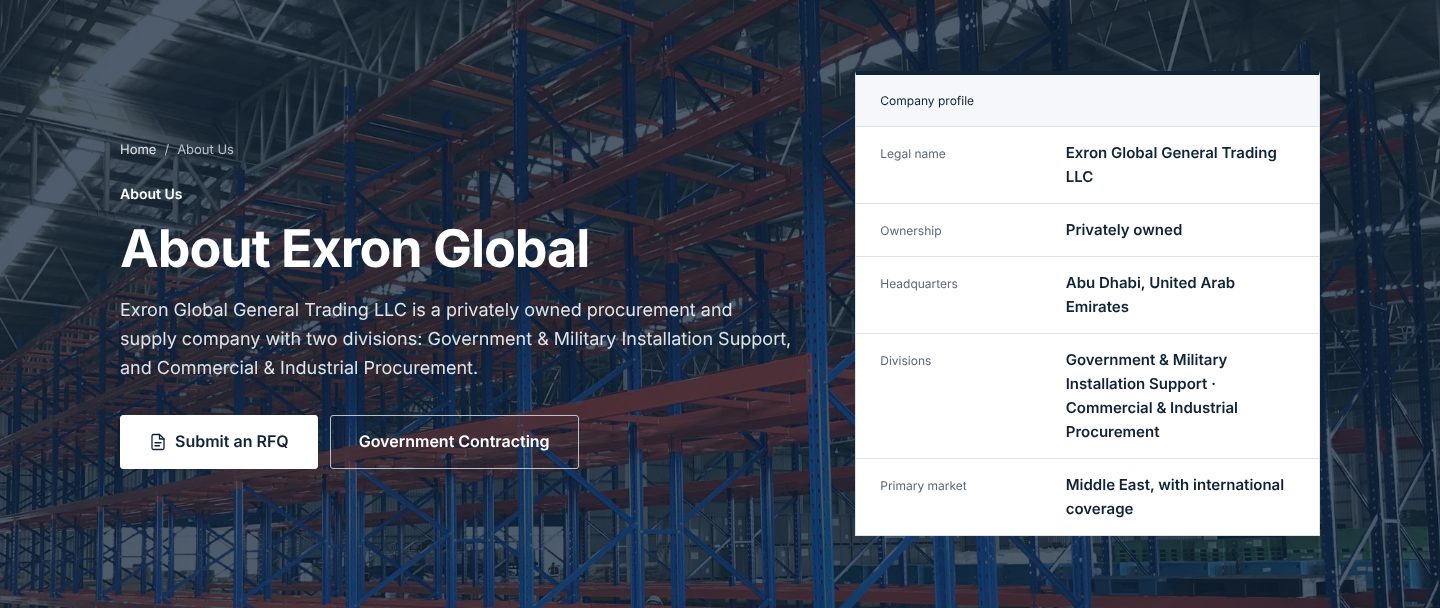 Home / About Us
About Us
About Exron Global
Exron Global General Trading LLC is a privately owned procurement and
supply company with two divisions: Government & Military Installation Support,
and Commercial & Industrial Procurement.
Submit an RFQ
Government Contracting
Company profile
Legal name
Exron Global General Trading
LLC
Ownership
Privately owned
Headquarters
Abu Dhabi, United Arab
Emirates
Divisions
Government & Military
Installation Support ·
Commercial & Industrial
Procurement
Primary market
Middle East, with international
coverage